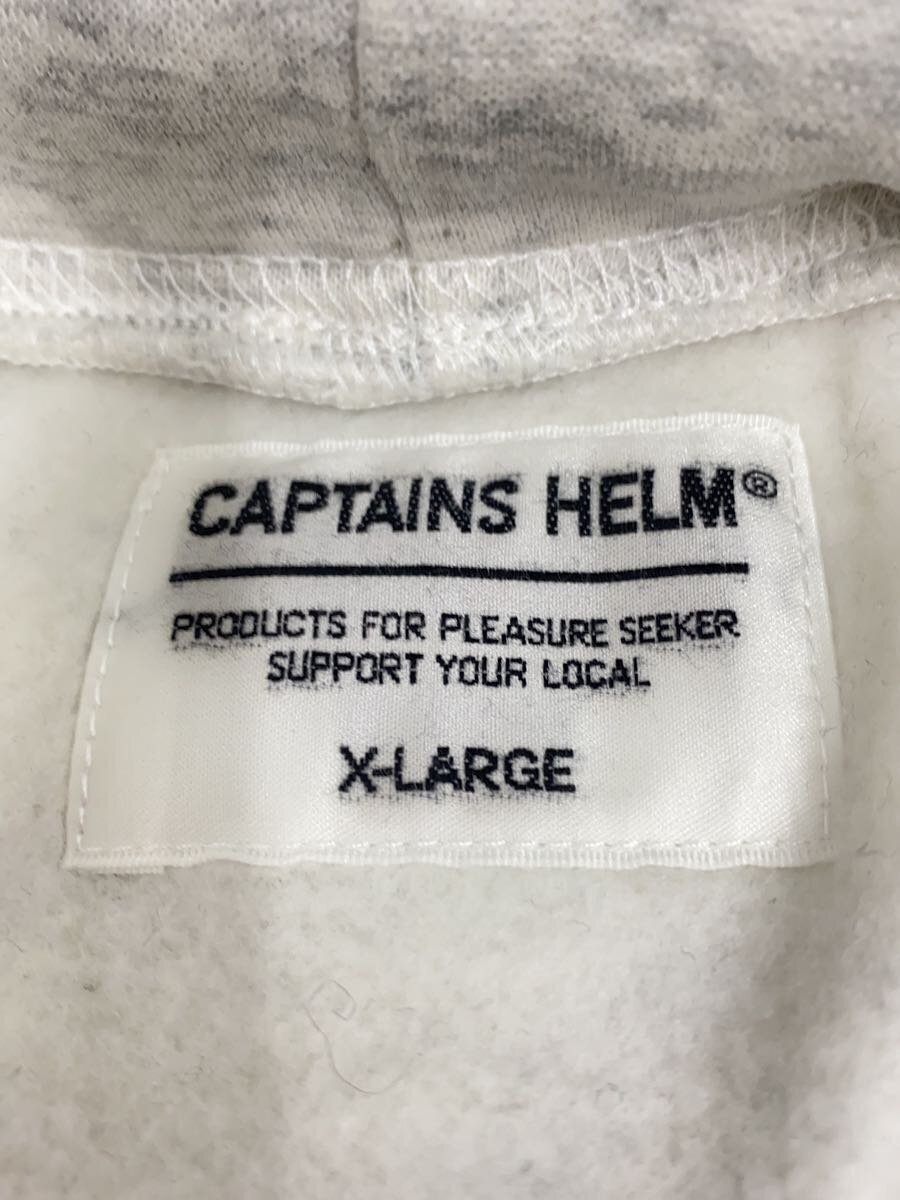 CAPTAINS HELM®
PRODUCTS FOR PLEASURE SEEKER
SUPPORT YOUR LOCAL
X-LARGE